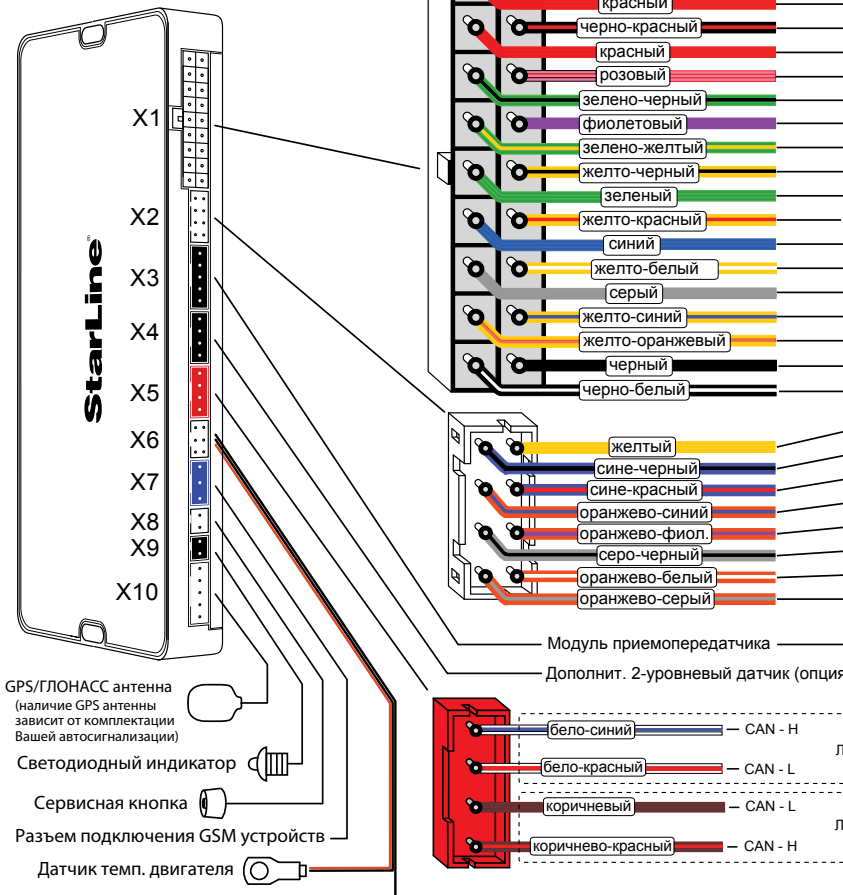 красный
черно-красный
красный
розовый
зелено-черный
фиолетовый
зелено-желтый
желто-черный
зеленый
желто-красный
синий
желто-белый
серый
желто-синий
желто-оранжевый
черный
черно-белый
X1
X2
X3
X4
X5
X6
X7
X8
X9
X10
StarLine
желтый
сине-черный
сине-красный
оранжево-синий
оранжево-фиол.
серо-черный
оранжево-белый
оранжево-серый
Модуль приемопередатчика
Дополнит. 2-уровневый датчик (опция
GPS/ГЛОНАСС антенна
(наличие GPS антенны
зависит от комплектации
Вашей автосигнализации)
Светодиодный индикатор
Сервисная кнопка
Разъем подключения GSM устройств
Датчик темп. двигателя
бело-синий CAN - H
бело-красный CAN - L
коричневый CAN - L
коричнево-красный CAN - H